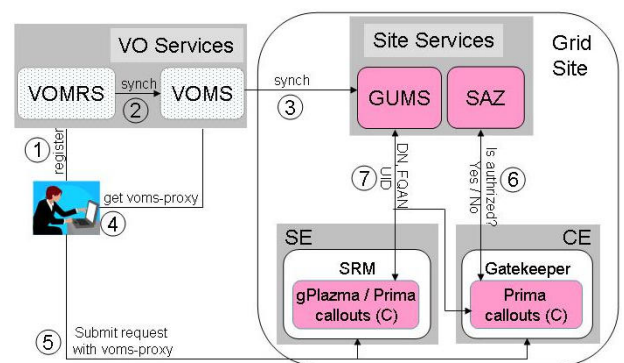 VO Services
VOMRS
synch
2
VOMS
synch
3
Site Services
GUMS
SAZ
Grid
Site
1
register
get voms-proxy
4
7
DN, FQAN
UID
Is authrized?
Yes / No
6
SE
SRM
gPlazma / Prima
callouts (C)
CE
Gatekeeper
Prima
callouts (C)
5
Submit request
with voms-proxy